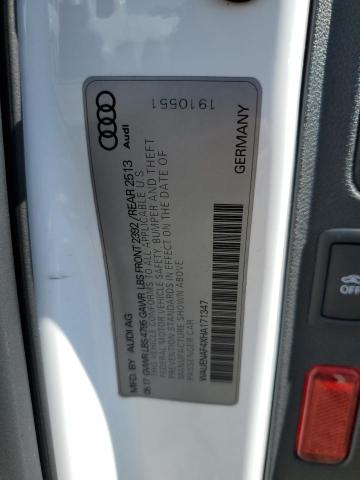 Audi
1910551
MFD. BY AUDI AG
GERMANY
05.17 GVWR LBS 4795 GAWR LBS FRONT 2392 / REAR 2513
THIS VEHICLE CONFORMS TO ALL APPLICABLE U.S.
FEDERAL MOTOR VEHICLE SAFETY, BUMPER AND THEFT
PREVENTION STANDARDS IN EFFECT ON THE DATE OF
MANUFACTURE SHOWN ABOVE.
PASSENGER CAR
WAUENAF4XHA171347
OFF